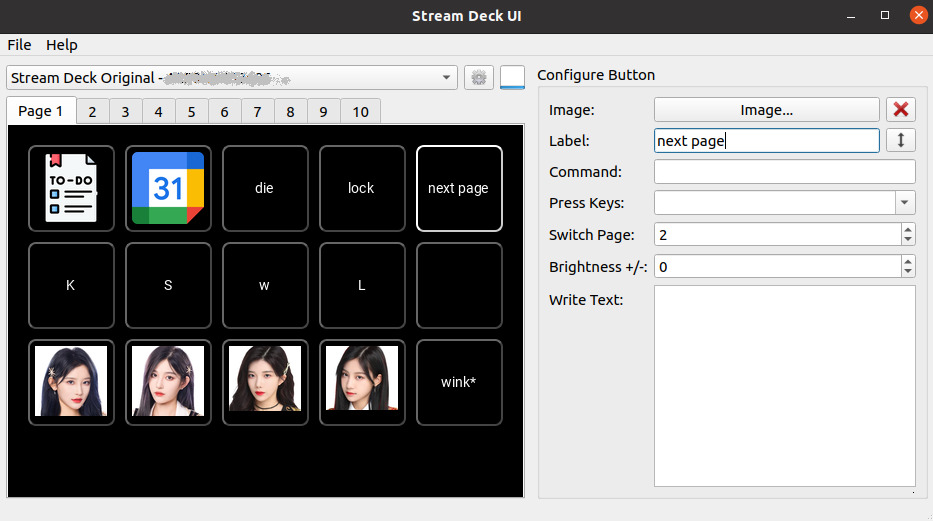 Stream Deck UI
File Help
Stream Deck Original -
Configure Button
Page 1 2 3 4 5 6 7 8 9 10
Image: Image...
Label: next page
Command:
Press Keys:
Switch Page: 2
Brightness +/-: 0
Write Text:
TO-DO 31 die lock next page
K S w L
wink*